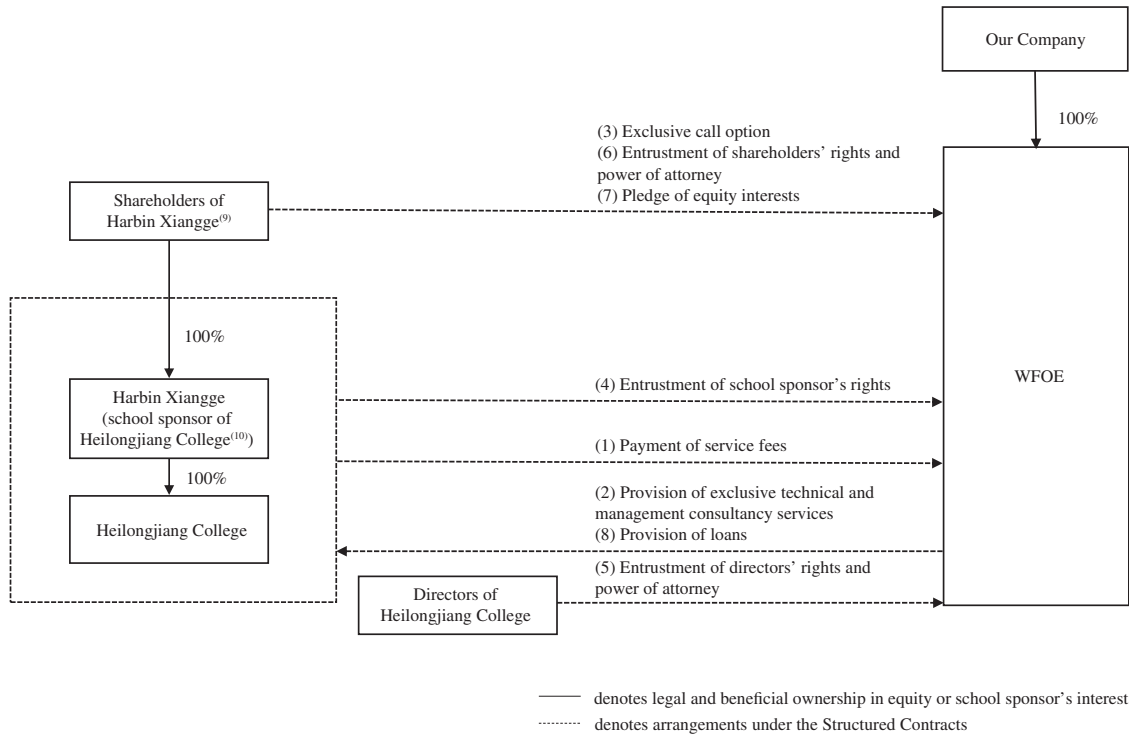 Our Company
100%
(3) Exclusive call option
(6) Entrustment of shareholders’ rights and
power of attorney
(7) Pledge of equity interests
Shareholders of
Harbin Xiangge(9)
100%
WFOE
Harbin Xiangge
(school sponsor of
Heilongjiang College(10))
(4) Entrustment of school sponsor’s rights
(1) Payment of service fees
100%
Heilongjiang College
(2) Provision of exclusive technical and
management consultancy services
(8) Provision of loans
(5) Entrustment of directors’ rights and
power of attorney
Directors of
Heilongjiang College
denotes legal and beneficial ownership in equity or school sponsor’s interest
denotes arrangements under the Structured Contracts